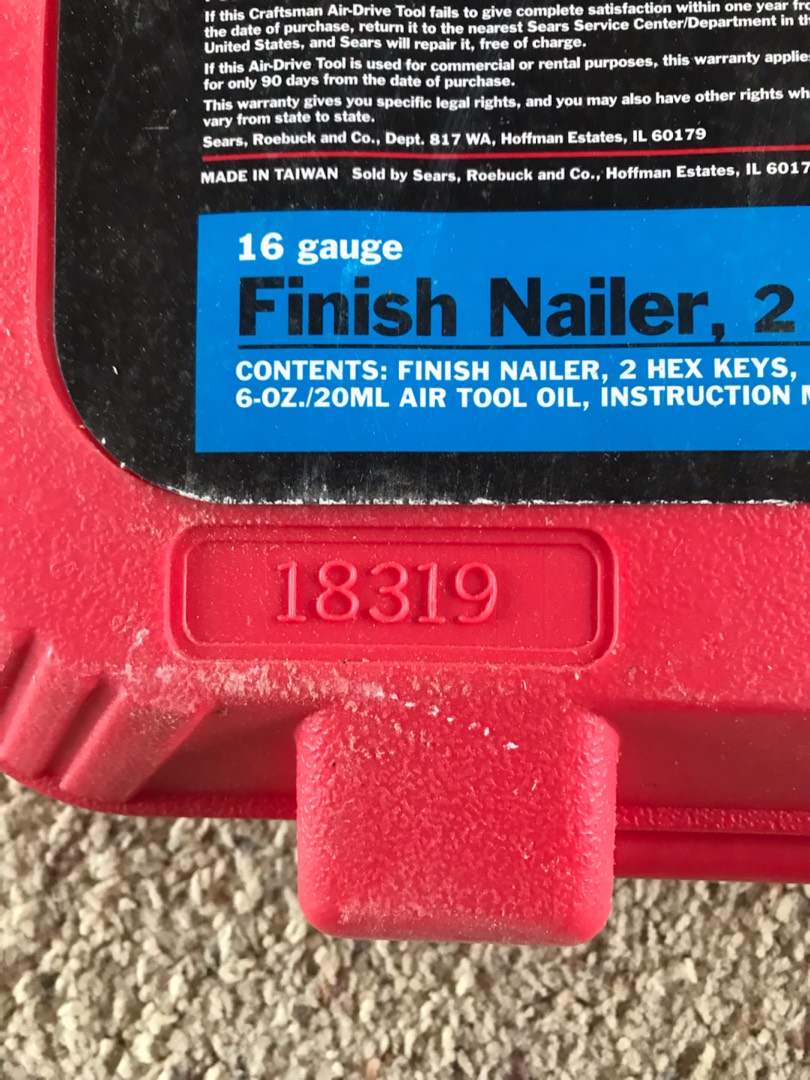 If this Craftsman Air-Drive Tool fails to give complete satisfaction within one year
the date of purchase, return it to the nearest Sears Service Center/Department in
United States, and Sears will repair it, free of charge.
If this Air-Drive Tool is used for commercial or rental purposes, this warranty
for only 90 days from the date of purchase.
This warranty gives you specific legal rights, and you may also have other rights
vary from state to state.
Sears, Roebuck and Co., Dept. 817 WA, Hoffman Estates, IL 60179
MADE IN TAIWAN Sold by Sears, Roebuck and Co., Hoffman Estates, IL
16 gauge
Finish Nailer, 2
CONTENTS: FINISH NAILER, 2 HEX KEYS,
6-OZ./20ML AIR TOOL OIL, INSTRUCTION
18319